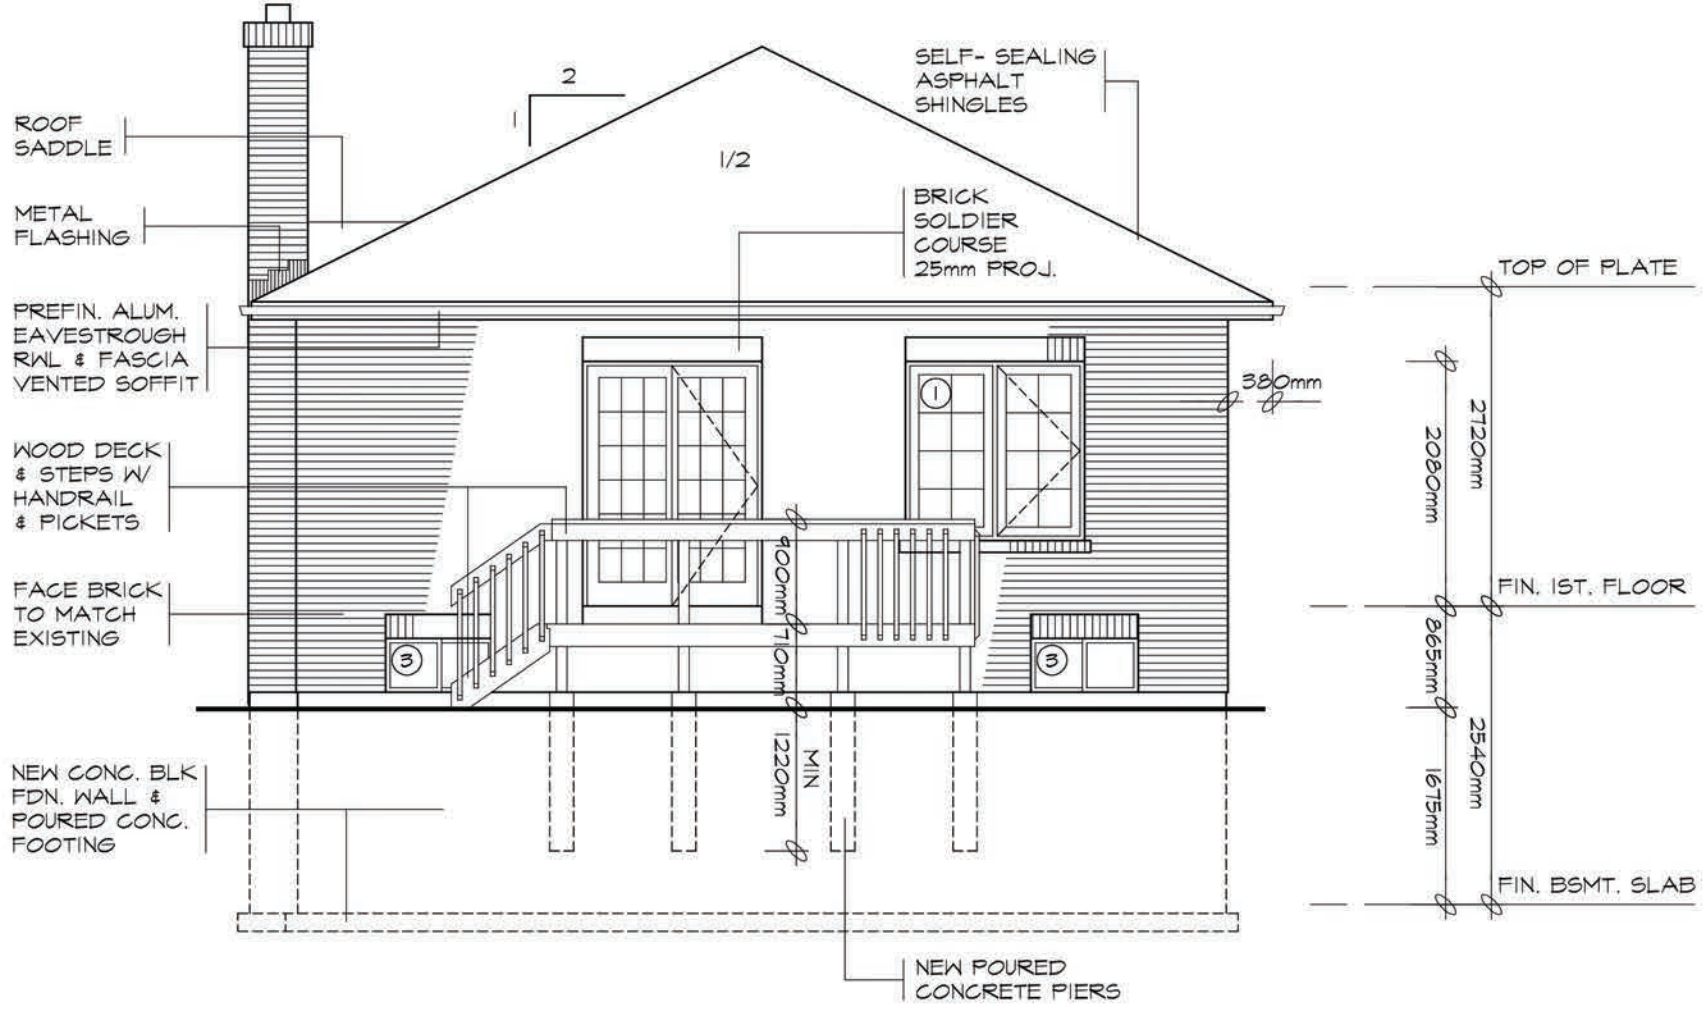 ROOF
SADDLE
METAL
FLASHING
PREFIN. ALUM.
EAVESTROUGH
RWL & FASCIA
VENTED SOFFIT
WOOD DECK
& STEPS W/
HANDRAIL
& PICKETS
FACE BRICK
TO MATCH
EXISTING
NEW CONC. BLK
FDN. WALL &
POURED CONC.
FOOTING
2
1
1/2
SELF- SEALING
ASPHALT
SHINGLES
BRICK
SOLDIER
COURSE
25mm PROJ.
1
3
3
900mm
710mm
1220mm
MIN
NEW POURED
CONCRETE PIERS
380mm
TOP OF PLATE
2720mm
2080mm
FIN. 1ST. FLOOR
865mm
2540mm
1675mm
FIN. BSMT. SLAB